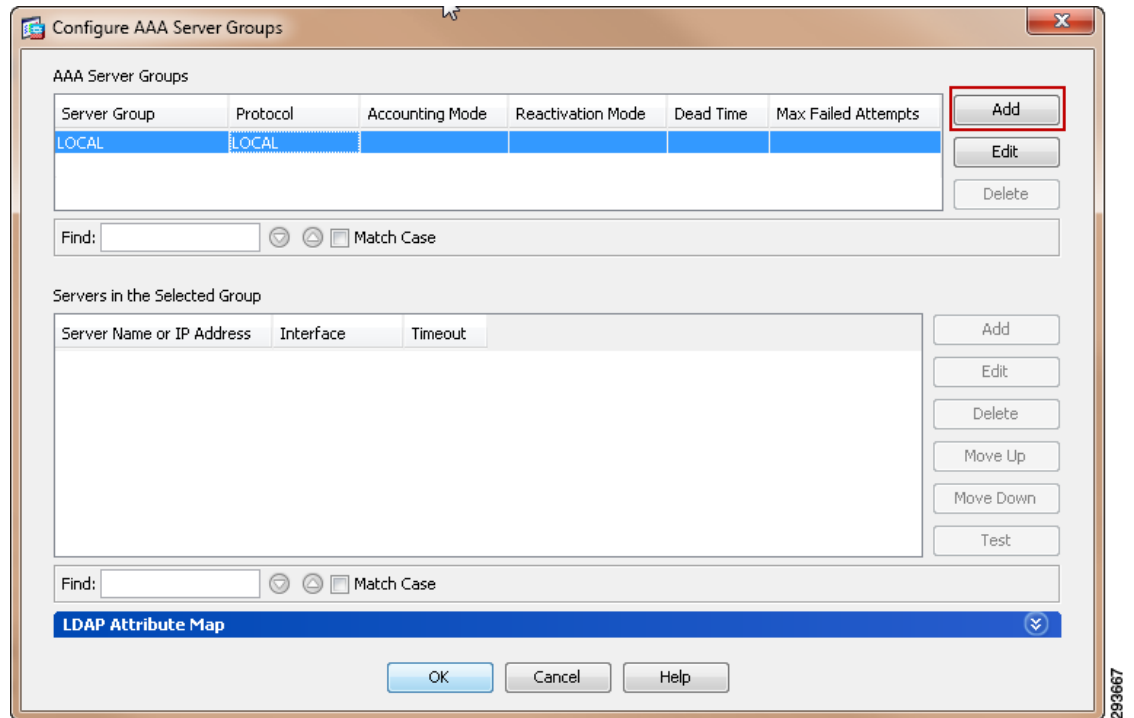 Configure AAA Server Groups
AAA Server Groups
Server Group Protocol Accounting Mode Reactivation Mode Dead Time Max Failed Attempts
LOCAL LOCAL
Add
Edit
Delete
Find: Match Case
Servers in the Selected Group
Server Name or IP Address Interface Timeout
Add
Edit
Delete
Move Up
Move Down
Test
Find: Match Case
LDAP Attribute Map
OK Cancel Help
293667